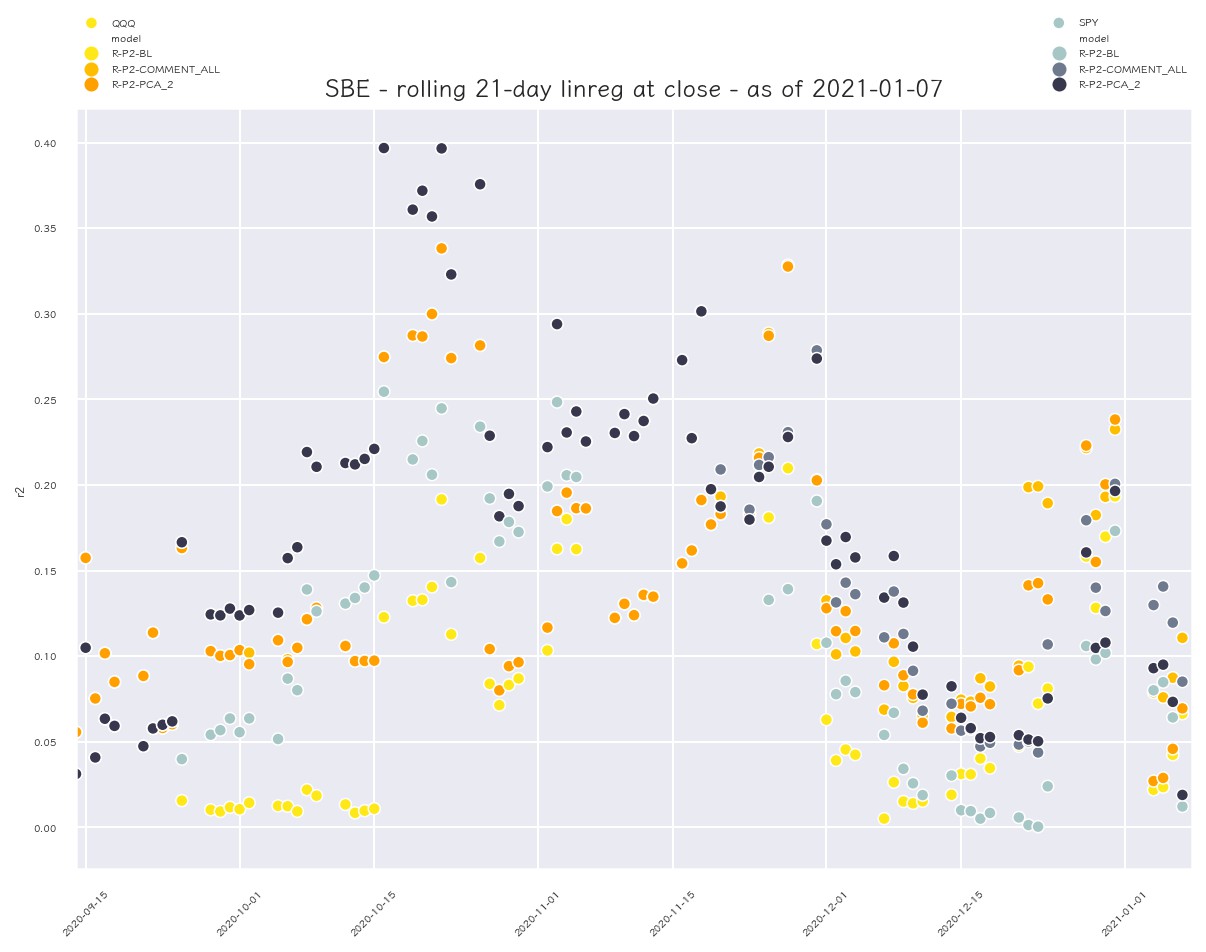 QQQ
model
R-P2-BL
R-P2-COMMENT_ALL
R-P2-PCA_2
SPY
model
R-P2-BL
R-P2-COMMENT_ALL
R-P2-PCA_2
SBE - rolling 21-day linreg at close - as of 2021-01-07
0.40
0.35
0.30
0.25
0.20
0.15
0.10
0.05
0.00
r2
2020-09-15
2020-10-01
2020-10-15
2020-11-01
2020-11-15
2020-12-01
2020-12-15
2021-01-01